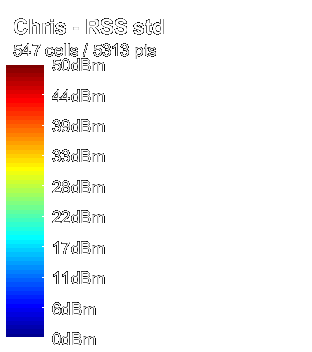 Chris - RSS std
547 cells / 5313 pts
50dBm
44dBm
39dBm
33dBm
28dBm
22dBm
17dBm
11dBm
6dBm
0dBm